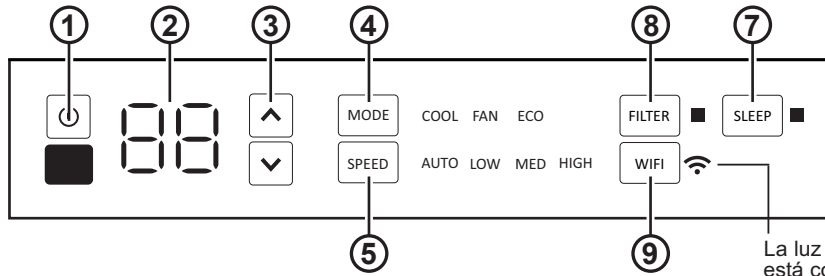 1 2 3 4 8 7
88 MODE COOL FAN ECO FILTER SLEEP
SPEED AUTO LOW MED HIGH WIFI
5 9
La luz
está co